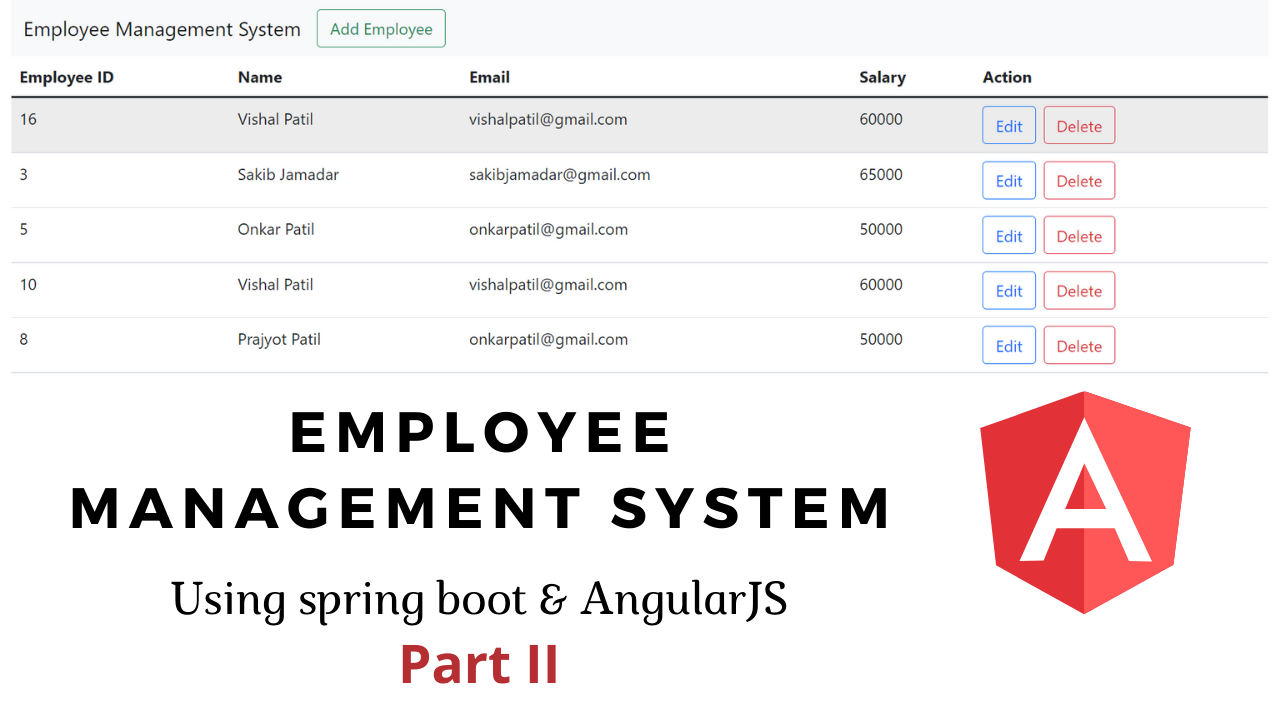 Employee Management System Add Employee
Employee ID Name Email Salary Action
16 Vishal Patil vishalpatil@gmail.com 60000 Edit Delete
3 Sakib Jamadar sakibjamadar@gmail.com 65000 Edit Delete
5 Onkar Patil onkarpatil@gmail.com 50000 Edit Delete
10 Vishal Patil vishalpatil@gmail.com 60000 Edit Delete
8 Prajyot Patil onkarpatil@gmail.com 50000 Edit Delete
EMPLOYEE
MANAGEMENT SYSTEM
Using spring boot & AngularJS
Part II
A